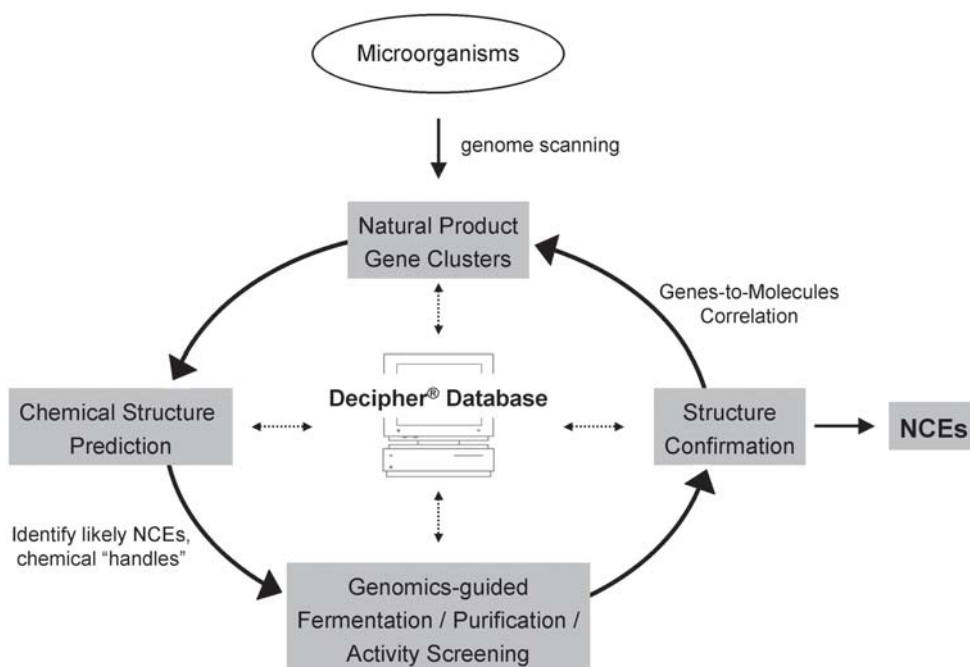 Microorganisms
genome scanning
Natural Product
Gene Clusters
Genes-to-Molecules
Correlation
Decipher® Database
Chemical Structure
Prediction
Structure
Confirmation
NCEs
Identify likely NCEs,
chemical “handles”
Genomics-guided
Fermentation / Purification /
Activity Screening